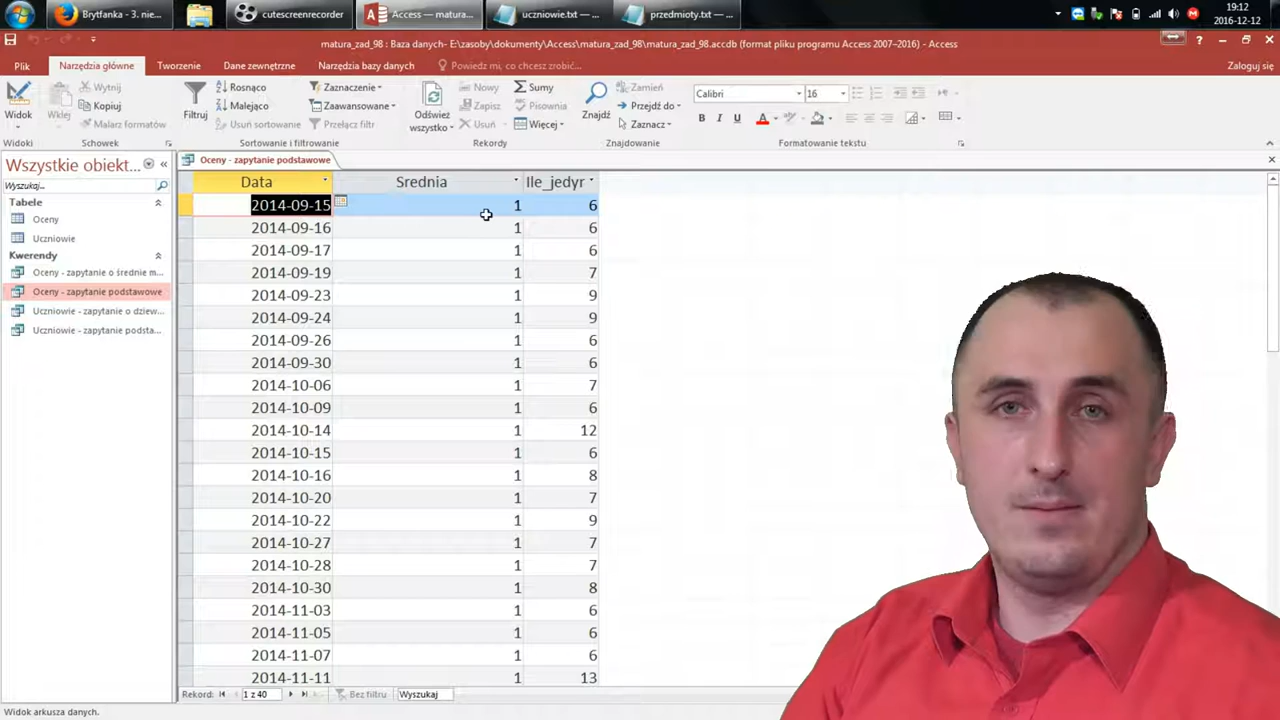 Brytfanka - 3. nie...
cutescreenrecorder
Access — matura...
uczniowie.txt — ...
przedmioty.txt — ...
19:12
2016-12-12
matura_zad_98 : Baza danych- E:\zasoby\dokumenty\Access\matura_zad_98\matura_zad_98.accdb (format pliku programu Access 2007–2016) - Access
Plik
Narzędzia główne
Tworzenie
Dane zewnętrzne
Narzędzia bazy danych
Powiedz mi, co chcesz zrobić...
Zaloguj się
Widok
Wklej
Wytnij
Kopiuj
Malarz formatów
Filtruj
Rosnąco
Malejąco
Usuń sortowanie
Znaczenie
Zaawansowane
Przełącz filtr
Odśwież wszystko
Nowy
Zapisz
Usuń
Sumy
Pisownia
Więcej
Znajdź
Zamień
Przejdź do
Zaznacz
Calibri
16
B I U A
Widoki
Schowek
Sortowanie i filtrowanie
Rekordy
Znajdowanie
Formatowanie tekstu
Wszystkie obiekt...
Wyszukaj...
Tabele
Oceny
Uczniowie
Kwerendy
Oceny - zapytanie o średnie m...
Oceny - zapytanie podstawowe
Uczniowie - zapytanie o dziew...
Uczniowie - zapytanie podsta...
Oceny - zapytanie podstawowe
Data Srednia Ile_jedyr
2014-09-15 1 6
2014-09-16 1 6
2014-09-17 1 6
2014-09-19 1 7
2014-09-23 1 9
2014-09-24 1 9
2014-09-26 1 6
2014-09-30 1 6
2014-10-06 1 7
2014-10-09 1 6
2014-10-14 1 12
2014-10-15 1 6
2014-10-16 1 8
2014-10-20 1 7
2014-10-22 1 9
2014-10-27 1 7
2014-10-28 1 7
2014-10-30 1 8
2014-11-03 1 6
2014-11-05 1 6
2014-11-07 1 6
2014-11-11 1 13
Rekord: 1 z 40 Bez filtru Wyszukaj
Widok arkusza danych.